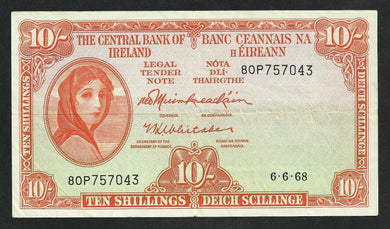 10/-
THE CENTRAL BANK OF IRELAND
BANC CEANNAIS NA hÉIREANN
10/-
LEGAL TENDER NOTE
NÓTA DLÍ-THAIRGTHE
80P757043
GOVERNOR
TEN SHILLINGS
DEICH SCILLINGE
T.K. Whitaker
SECRETARY OF THE DEPARTMENT OF FINANCE
80P757043
10/-
6·6·68
10/-
TEN SHILLINGS
DEICH SCILLINGE
10/-